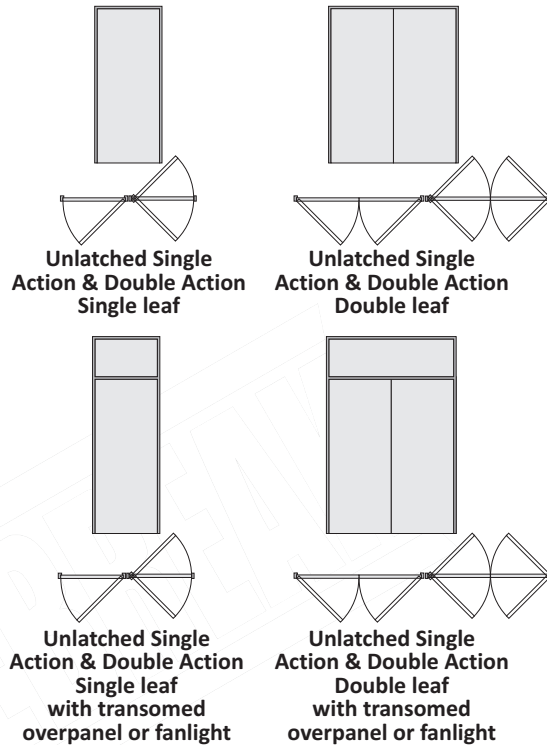 Unlatched Single
Action & Double Action
Single leaf
Unlatched Single
Action & Double Action
Double leaf
Unlatched Single
Action & Double Action
Single leaf
with transomed
overpanel or fanlight
Unlatched Single
Action & Double Action
Double leaf
with transomed
overpanel or fanlight